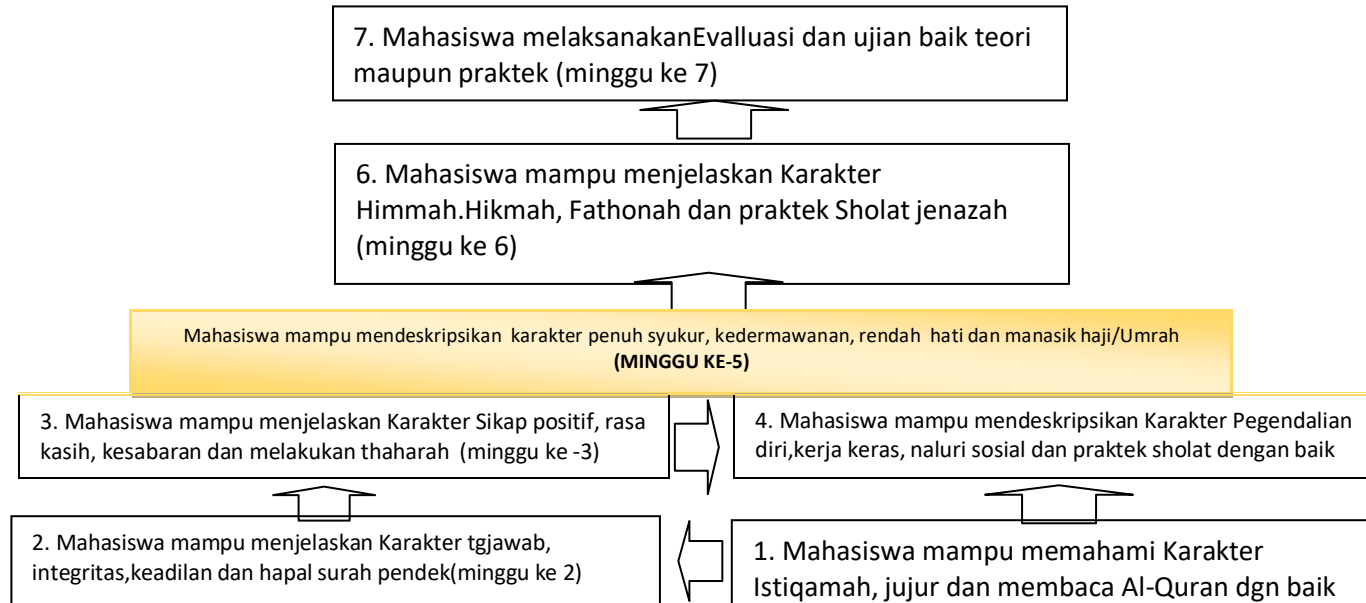 7. Mahasiswa melaksanakanEvalluasi dan ujian baik teori
maupun praktek (minggu ke 7)
6. Mahasiswa mampu menjelaskan Karakter
Himmah.Hikmah, Fathonah dan praktek Sholat jenazah
(minggu ke 6)
Mahasiswa mampu mendeskripsikan karakter penuh syukur, kedermawanan, rendah hati dan manasik haji/Umrah
(MINGGU KE-5)
3. Mahasiswa mampu menjelaskan Karakter Sikap positif, rasa
kasih, kesabaran dan melakukan thaharah (minggu ke -3)
4. Mahasiswa mampu mendeskripsikan Karakter Pegendalian
diri,kerja keras, naluri sosial dan praktek sholat dengan baik
2. Mahasiswa mampu menjelaskan Karakter tgjawab,
integritas,keadilan dan hapal surah pendek(minggu ke 2)
1. Mahasiswa mampu memahami Karakter
Istiqamah, jujur dan membaca Al-Quran dgn baik